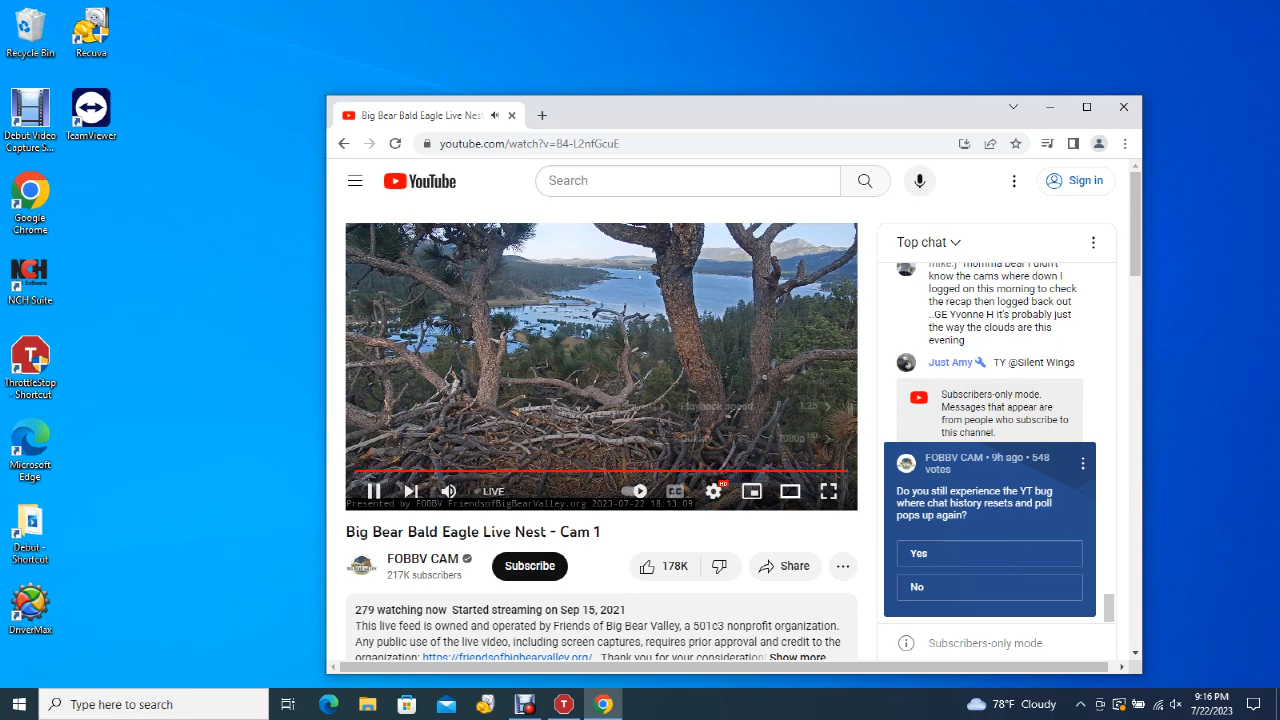 Recycle Bin
Recuva
Debut Video
Capture S...
TeamViewer
Google
Chrome
NCH Software
NCH Suite
ThrottleStop
- Shortcut
Microsoft
Edge
Debut -
Shortcut
DriverMax
Big Bear Bald Eagle Live Nest
youtube.com/watch?v=B4-L2nfGcuE
YouTube
Search
Sign in
Playback speed 1.25
Quality 1080p HD
LIVE
HD
Presented by FOBBV FriendsofBigBearValley.org 2023-07-22 18:13:09
Big Bear Bald Eagle Live Nest - Cam 1
FOBBV CAM
217K subscribers
Subscribe
178K
Share
279 watching now Started streaming on Sep 15, 2021
This live feed is owned and operated by Friends of Big Bear Valley, a 501c3 nonprofit organization.
Any public use of the live video, including screen captures, requires prior approval and credit to the
organization: https://friendsofbigbearvalley.org/ Thank you for your consideration! Show more
Top chat
mike.j momma bear I didn't
know the cams where down I
logged on this morning to check
the recap then logged back out
..GE Yvonne H it's probably just
the way the clouds are this
evening
Just Amy TY @Silent Wings
Subscribers-only mode.
Messages that appear are
from people who subscribe to
this channel.
FOBBV CAM • 9h ago • 548
votes
Do you still experience the YT bug
where chat history resets and poll
pops up again?
Yes
No
Subscribers-only mode
Type here to search
78°F Cloudy
9:16 PM
7/22/2023